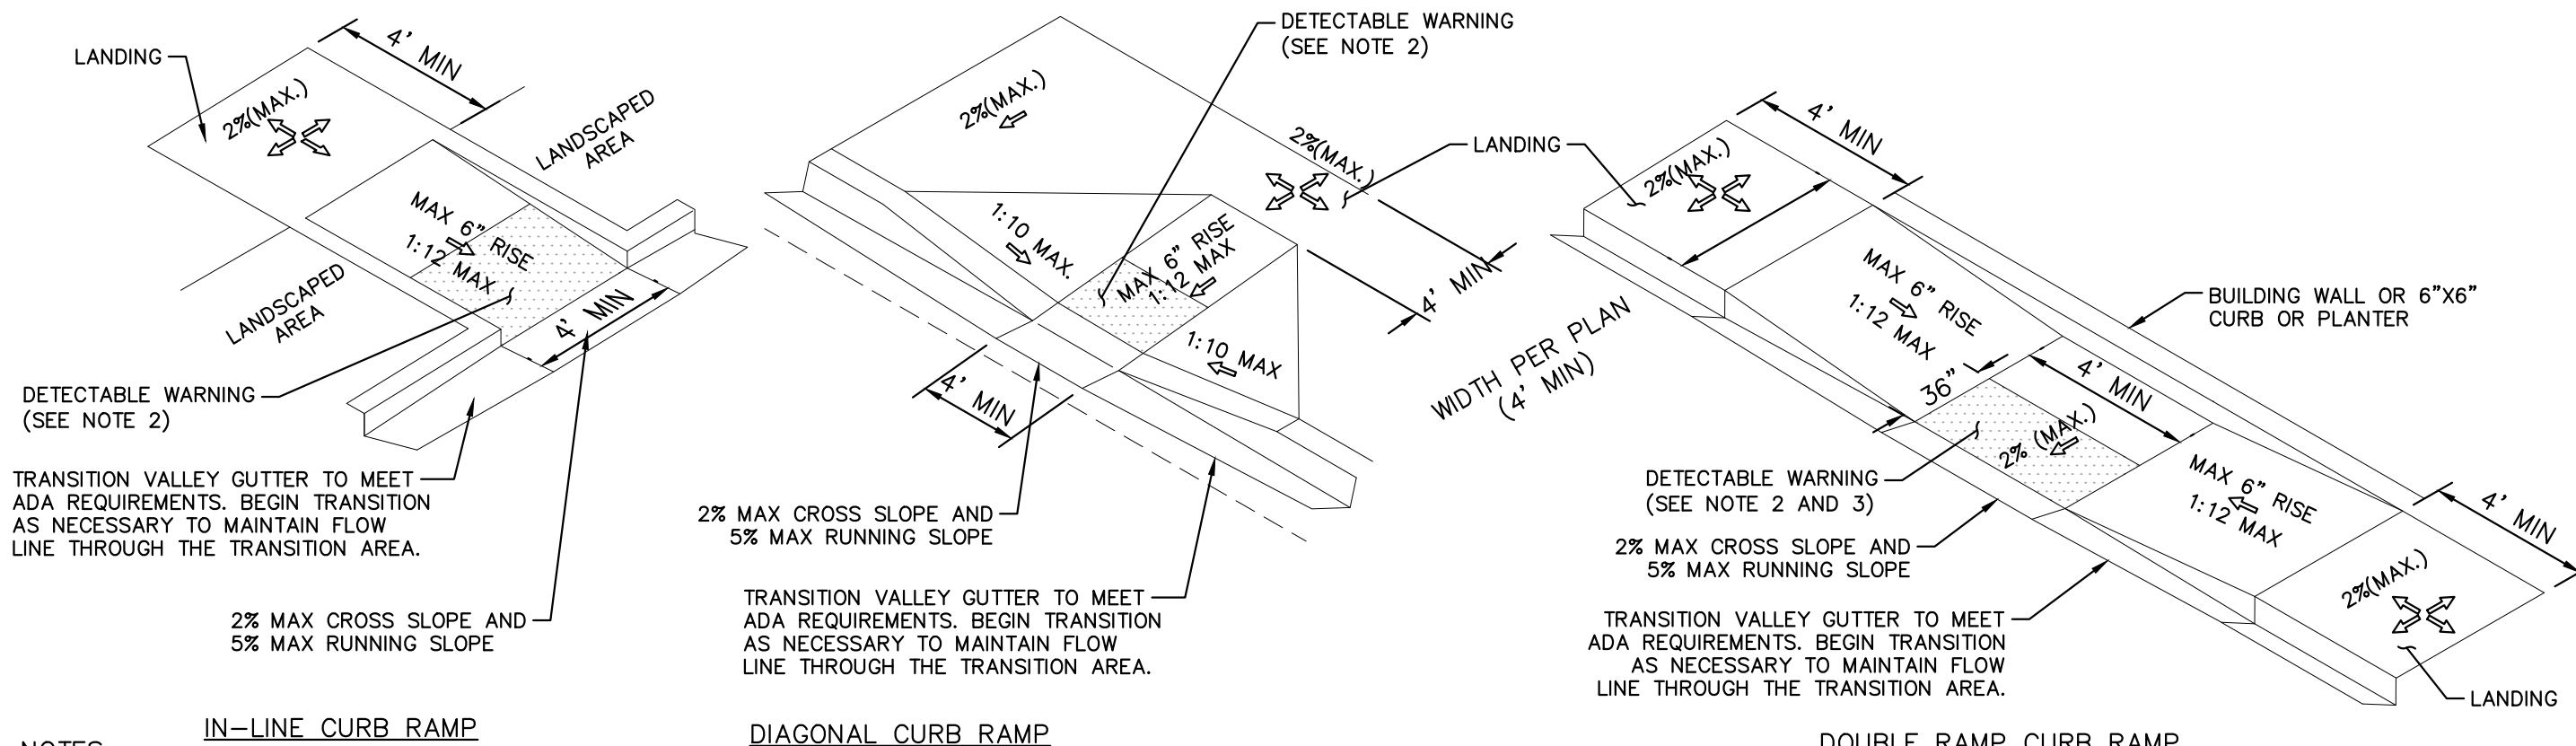 LANDING
4' MIN
2%(MAX.)
LANDSCAPED
AREA
MAX 6" RISE
1:12 MAX
LANDSCAPED
AREA
4' MIN
DETECTABLE WARNING
(SEE NOTE 2)
TRANSITION VALLEY GUTTER TO MEET
ADA REQUIREMENTS. BEGIN TRANSITION
AS NECESSARY TO MAINTAIN FLOW
LINE THROUGH THE TRANSITION AREA.
2% MAX CROSS SLOPE AND
5% MAX RUNNING SLOPE
IN-LINE CURB RAMP
NOTES
DETECTABLE WARNING
(SEE NOTE 2)
2%(MAX.)
2%(MAX.)
LANDING
1:10 MAX.
MAX 6" RISE
1:12 MAX
4' MIN
1:10 MAX
4' MIN
2% MAX CROSS SLOPE AND
5% MAX RUNNING SLOPE
TRANSITION VALLEY GUTTER TO MEET
ADA REQUIREMENTS. BEGIN TRANSITION
AS NECESSARY TO MAINTAIN FLOW
LINE THROUGH THE TRANSITION AREA.
DIAGONAL CURB RAMP
4' MIN
2%(MAX.)
WIDTH PER PLAN
(4' MIN)
MAX 6" RISE
1:12 MAX
BUILDING WALL OR 6"X6"
CURB OR PLANTER
36"
4' MIN
2% (MAX.)
DETECTABLE WARNING
(SEE NOTE 2 AND 3)
MAX 6" RISE
1:12 MAX
4' MIN
2% MAX CROSS SLOPE AND
5% MAX RUNNING SLOPE
2%(MAX.)
TRANSITION VALLEY GUTTER TO MEET
ADA REQUIREMENTS. BEGIN TRANSITION
AS NECESSARY TO MAINTAIN FLOW
LINE THROUGH THE TRANSITION AREA.
LANDING
DOUBLE RAMP CURB RAMP